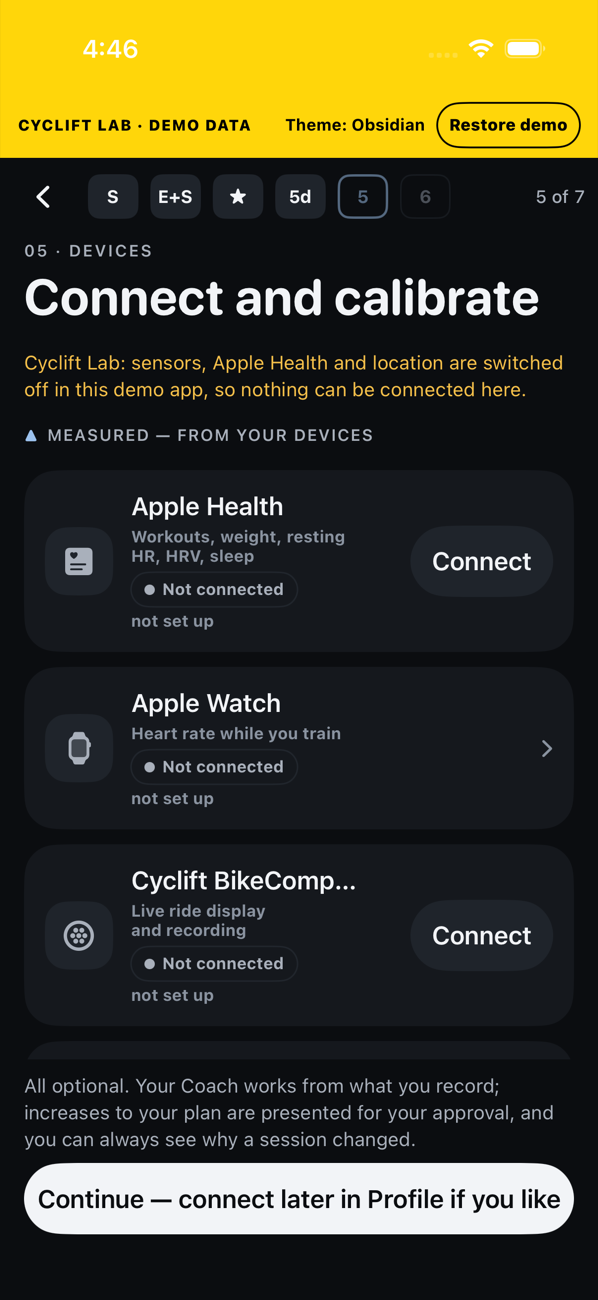 4:46
CYCLIFT LAB · DEMO DATA
Theme: Obsidian
Restore demo
S
E+S
★
5d
5
6
5 of 7
05 · DEVICES
Connect and calibrate
Cyclift Lab: sensors, Apple Health and location are switched
off in this demo app, so nothing can be connected here.
▲ MEASURED — FROM YOUR DEVICES
Apple Health
Workouts, weight, resting
HR, HRV, sleep
Not connected
not set up
Connect
Apple Watch
Heart rate while you train
Not connected
not set up
Cyclift BikeComp...
Live ride display
and recording
Not connected
not set up
Connect
All optional. Your Coach works from what you record;
increases to your plan are presented for your approval, and
you can always see why a session changed.
Continue — connect later in Profile if you like